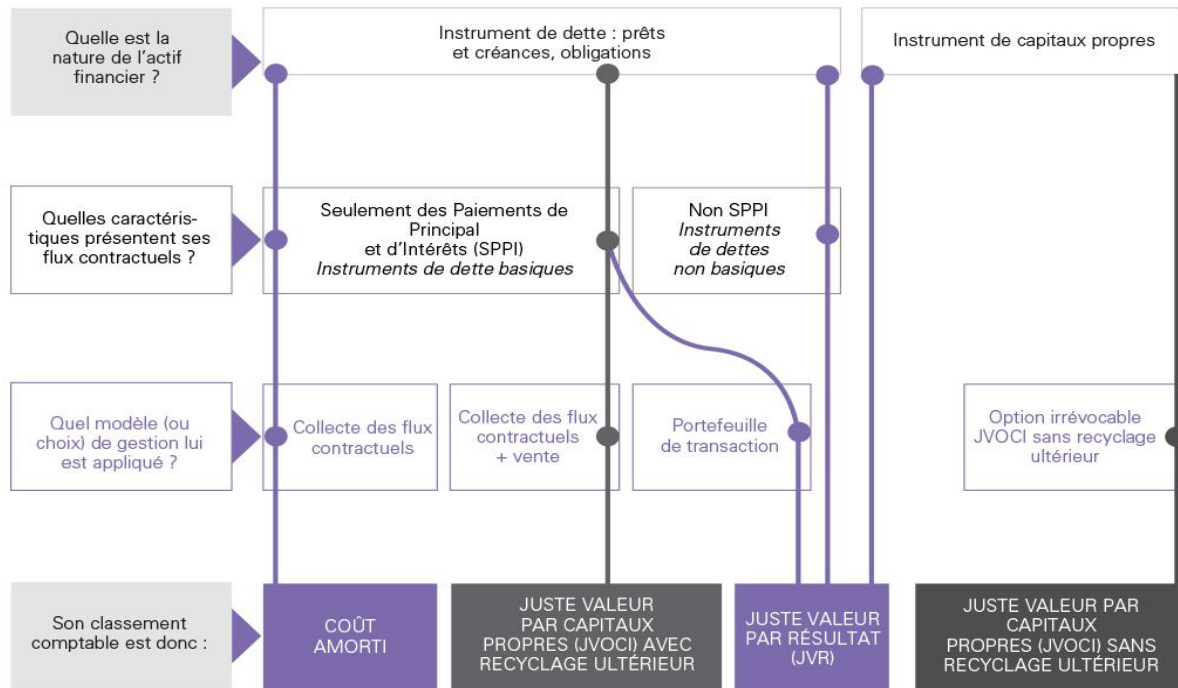 Quelle est la
nature de l'actif
financier ?
Instrument de dette : prêts
et créances, obligations
Instrument de capitaux propres
Quelles caractéris-
tiques présentent ses
flux contractuels ?
Seulement des Paiements de
Principal
et d'Intérêts (SPPI)
Instruments de dette basiques
Non SPPI
Instruments
de dettes
non basiques
Quel modèle (ou
choix) de gestion lui
est appliqué ?
Collecte des flux
contractuels
Collecte des flux
contractuels
+ vente
Portefeuille
de transaction
Option irrévocable
JVOCI sans recyclage
ultérieur
Son classement
comptable est donc :
COÛT
AMORTI
JUSTE VALEUR
PAR CAPITAUX
PROPRES (JVOCI) AVEC
RECYCLAGE ULTÉRIEUR
JUSTE VALEUR
PAR RÉSULTAT
(JVR)
JUSTE VALEUR PAR
CAPITAUX
PROPRES (JVOCI) SANS
RECYCLAGE ULTÉRIEUR